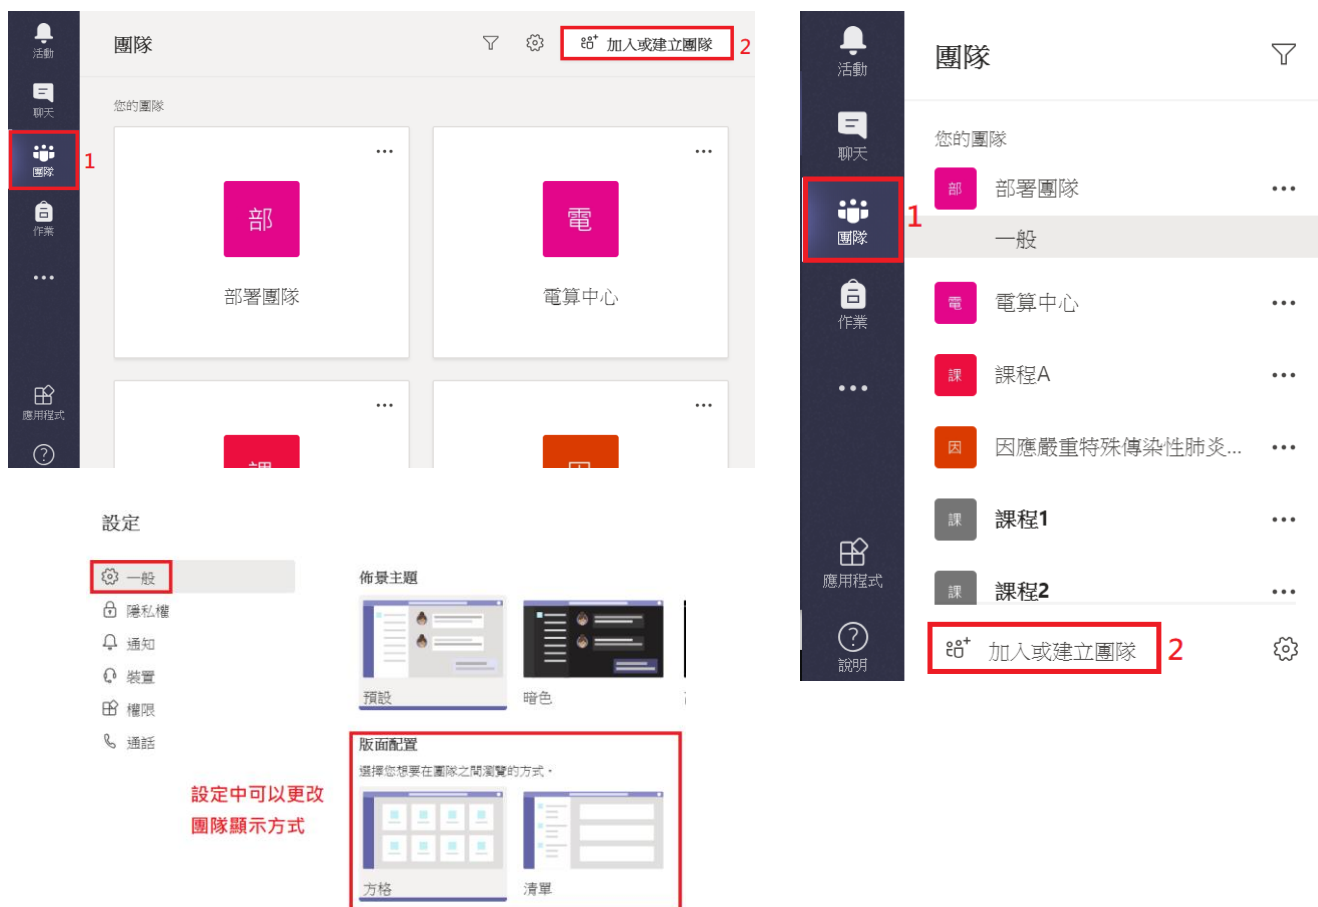 活動
團隊
加入或建立團隊 2
聊天
您的團隊
1
團隊
部
電
作業
部署團隊
電算中心
應用程式
設定
一般
隱私權
通知
裝置
權限
通話
佈景主題
預設
暗色
版面配置
選擇您想要在團隊之間瀏覽的方式。
方格
清單
設定中可以更改
團隊顯示方式
活動
團隊
聊天
您的團隊
部 部署團隊
1
團隊
一般
作業
電 電算中心
課 課程A
因 因應嚴重特殊傳染性肺炎...
課 課程1
應用程式
課 課程2
加入或建立團隊 2
說明